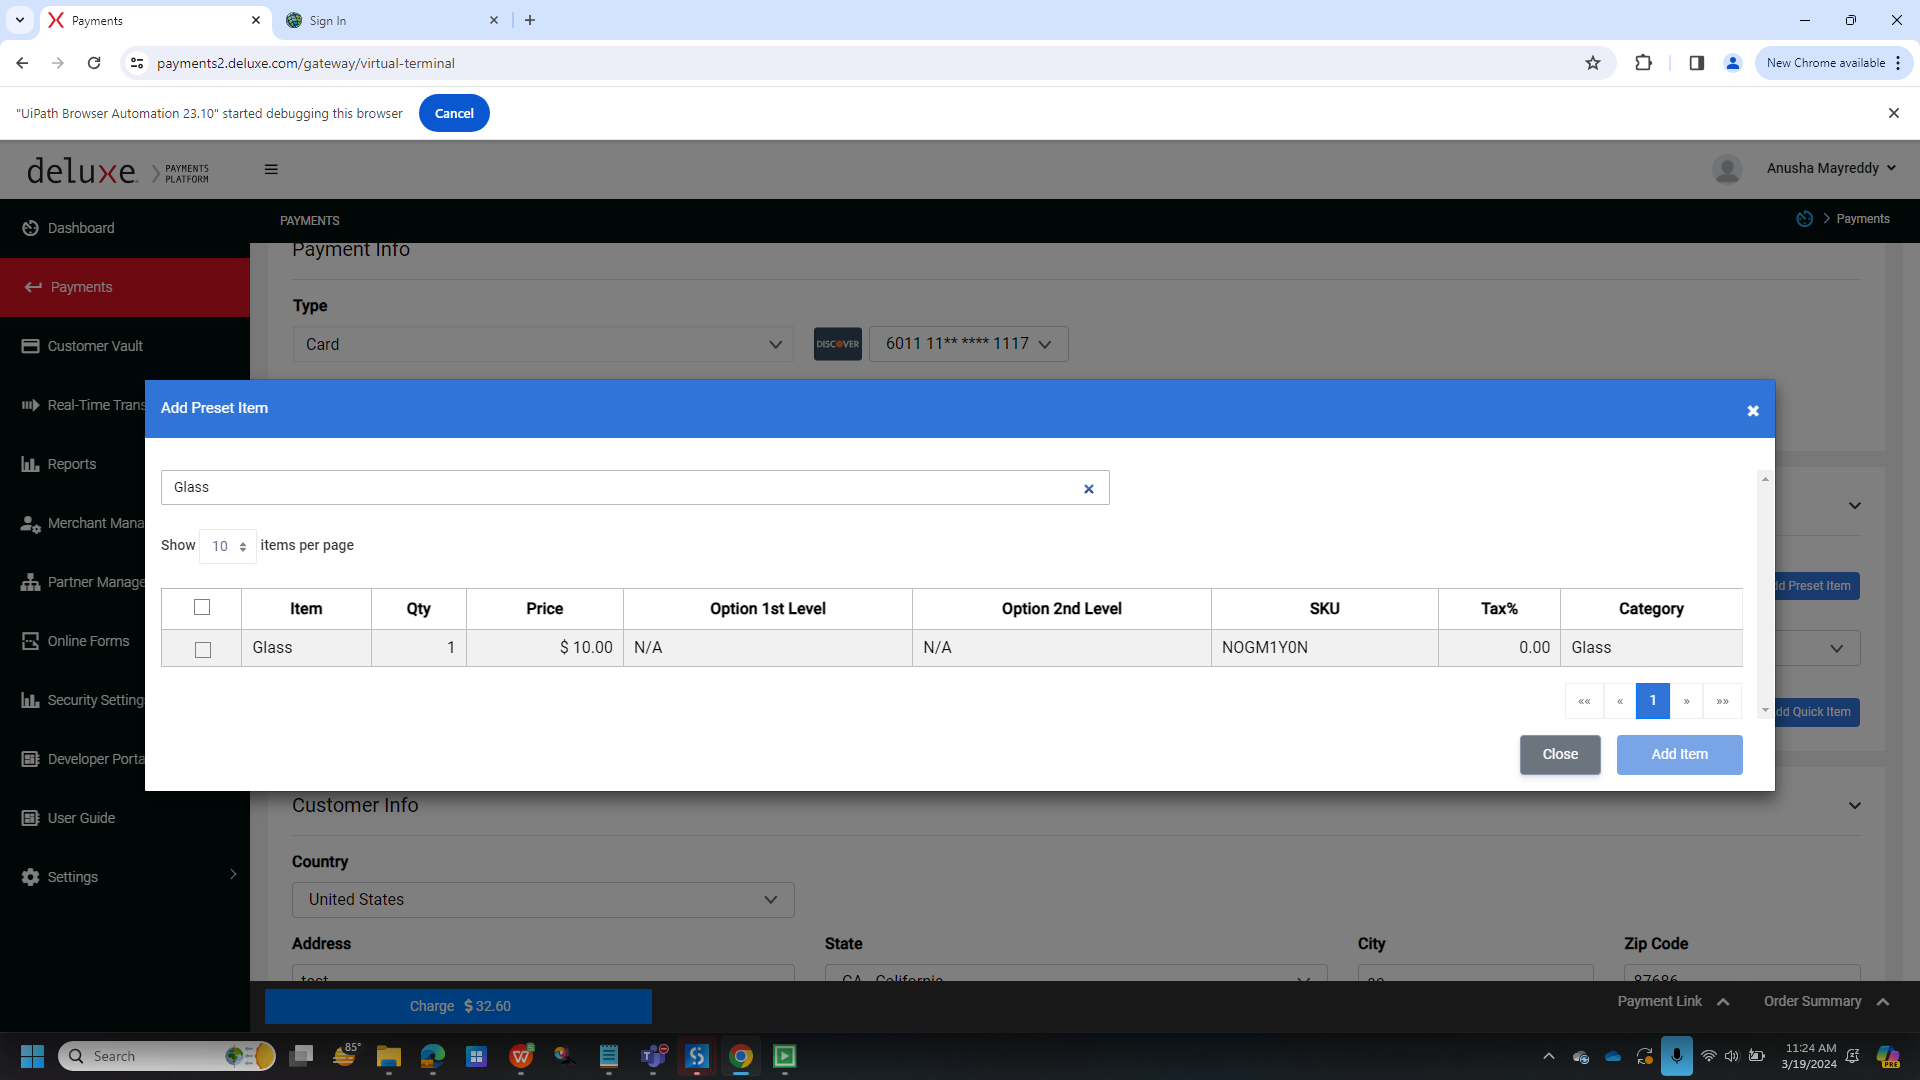 Payments
Sign In
payments2.deluxe.com/gateway/virtual-terminal
New Chrome available
"UiPath Browser Automation 23.10" started debugging this browser
Cancel
deluxe. PAYMENTS PLATFORM
Anusha Mayreddy
Dashboard
PAYMENTS
Payments
Payment Info
Payments
Type
Card
DISCOVER
6011 11** **** 1117
Customer Vault
Real-Time Trans
Add Preset Item
Reports
Glass
Merchant Mana
Show 10 items per page
Partner Manage
dd Preset Item
Item Qty Price Option 1st Level Option 2nd Level SKU Tax% Category
Glass 1 $ 10.00 N/A N/A NOGM1Y0N 0.00 Glass
Online Forms
Security Setting
«« « 1 » »»
dd Quick Item
Developer Porta
Close
Add Item
Customer Info
User Guide
Country
United States
Settings
Address State City Zip Code
test CA - California 87686
Charge $ 32.60
Payment Link
Order Summary
Search
85°
11:24 AM
3/19/2024
PRE